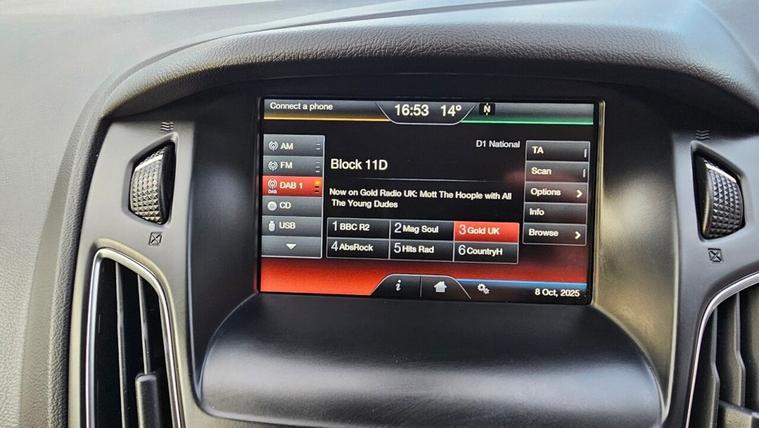 Connect a phone
16:53 14° N
D1 National
AM
FM
DAB 1
DAB
CD
USB
Block 11D
Now on Gold Radio UK: Mott The Hoople with All
The Young Dudes
1 BBC R2 2 Mag Soul 3 Gold UK
4 AbsRock 5 Hits Rad 6 CountryH
TA
Scan
Options
Info
Browse
i
8 Oct, 2025